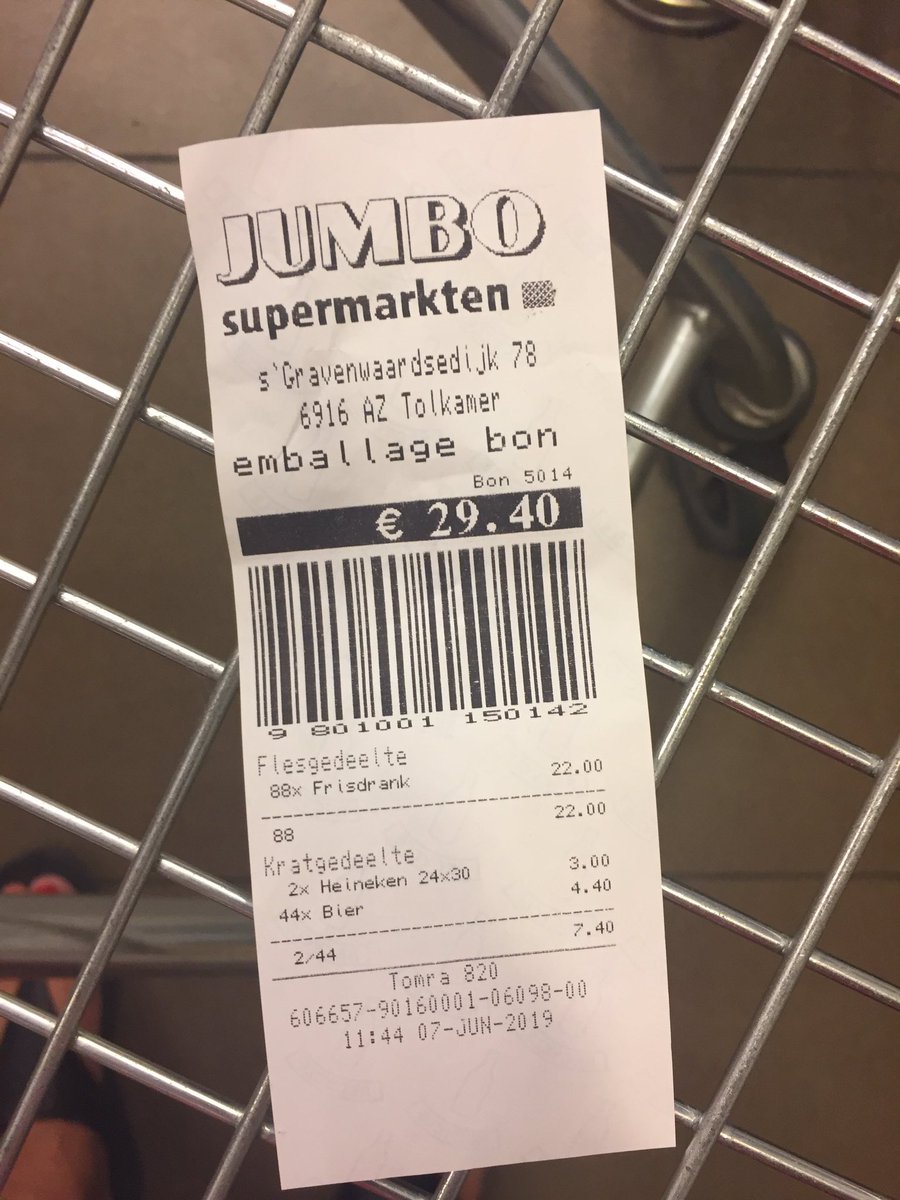 JUMBO
supermarkten
s'Gravenwaardsedijk 78
6916 AZ Tolkamer
emballage bon
Bon 5014
€ 29.40
9 801001 150142
Flesgedeelte
88x Frisdrank 22.00
88 22.00
Kratgedeelte
2x Heineken 24x30 3.00
44x Bier 4.40
2/44 7.40
Tomra 820
606657-90160001-06098-00
11:44 07-JUN-2019